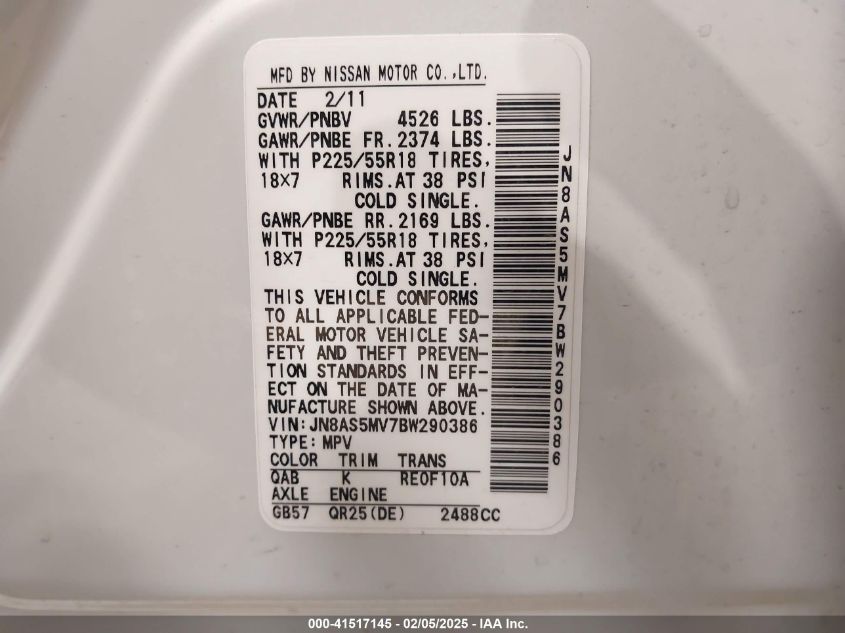 MFD BY NISSAN MOTOR CO.,LTD.
DATE 2/11
GVWR/PNBV 4526 LBS.
GAWR/PNBE FR.2374 LBS.
WITH P225/55R18 TIRES,
18×7 RIMS.AT 38 PSI
COLD SINGLE.
GAWR/PNBE RR.2169 LBS.
WITH P225/55R18 TIRES,
18×7 RIMS.AT 38 PSI
COLD SINGLE.
THIS VEHICLE CONFORMS
TO ALL APPLICABLE FED-
ERAL MOTOR VEHICLE SA-
FETY AND THEFT PREVEN-
TION STANDARDS IN EFF-
ECT ON THE DATE OF MA-
NUFACTURE SHOWN ABOVE.
VIN:JN8AS5MV7BW290386
TYPE:MPV
COLOR TRIM TRANS
QAB K RE0F10A
AXLE ENGINE
GB57 QR25(DE) 2488CC
JN8AS5MV7BW290386
000-41517145 - 02/05/2025 - IAA Inc.